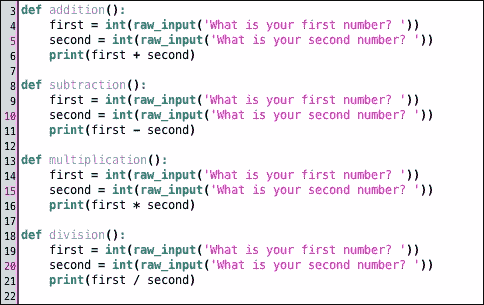 3 def addition():
4     first = int(raw_input('What is your first number? '))
5     second = int(raw_input('What is your second number? '))
6     print(first + second)
7
8 def subtraction():
9     first = int(raw_input('What is your first number? '))
10     second = int(raw_input('What is your second number? '))
11     print(first - second)
12
13 def multiplication():
14     first = int(raw_input('What is your first number? '))
15     second = int(raw_input('What is your second number? '))
16     print(first * second)
17
18 def division():
19     first = int(raw_input('What is your first number? '))
20     second = int(raw_input('What is your second number? '))
21     print(first / second)
22